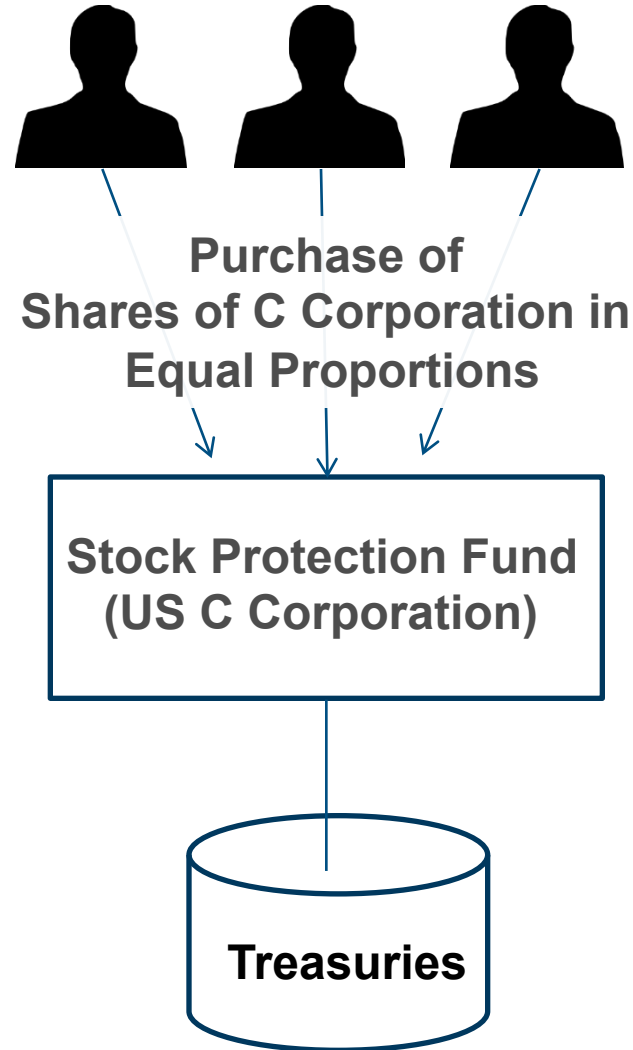 Purchase of
Shares of C Corporation in
Equal Proportions
Stock Protection Fund
(US C Corporation)
Treasuries